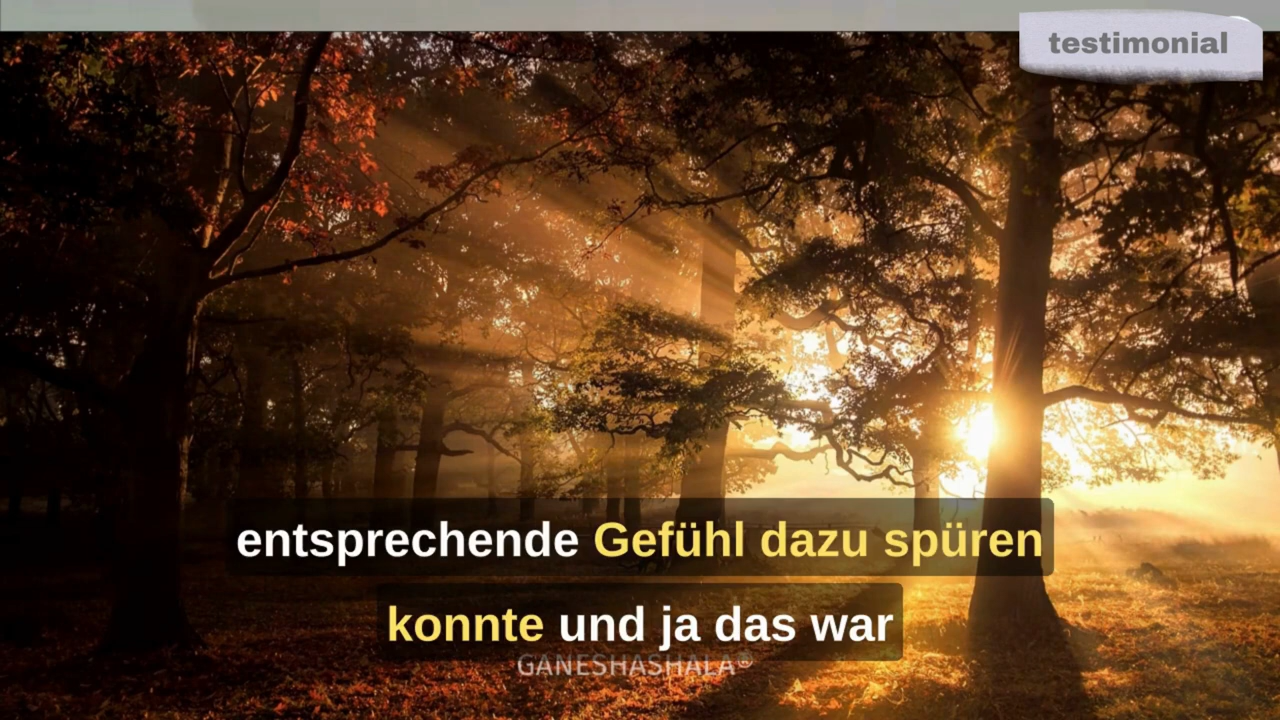 testimonial
entsprechende Gefühl dazu spüren
konnte und ja das war
GANESHASHALA®